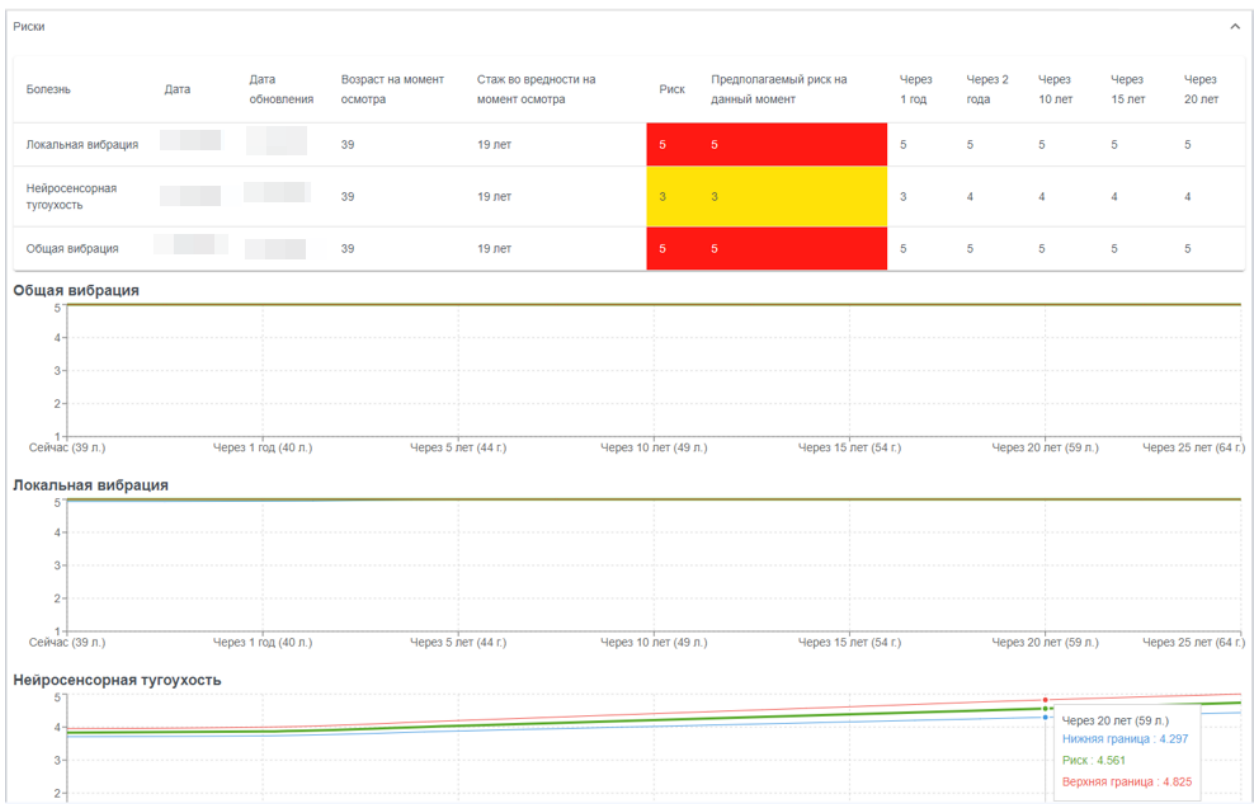 Риски
Болезнь Дата Дата обновления Возраст на момент осмотра Стаж во вредности на момент осмотра Риск Предполагаемый риск на данный момент Через 1 год Через 2 года Через 10 лет Через 15 лет Через 20 лет
Локальная вибрация 39 19 лет 5 5 5 5 5 5 5
Нейросенсорная тугоухость 39 19 лет 3 3 3 4 4 4 4
Общая вибрация 39 19 лет 5 5 5 5 5 5 5
Общая вибрация
5
4
3
2
1
Сейчас (39 л.) Через 1 год (40 л.) Через 5 лет (44 г.) Через 10 лет (49 л.) Через 15 лет (54 г.) Через 20 лет (59 л.) Через 25 лет (64 г.)
Локальная вибрация
5
4
3
2
1
Сейчас (39 л.) Через 1 год (40 л.) Через 5 лет (44 г.) Через 10 лет (49 л.) Через 15 лет (54 г.) Через 20 лет (59 л.) Через 25 лет (64 г.)
Нейросенсорная тугоухость
5
4
3
2
Через 20 лет (59 л.)
Нижняя граница : 4.297
Риск : 4.561
Верхняя граница : 4.825